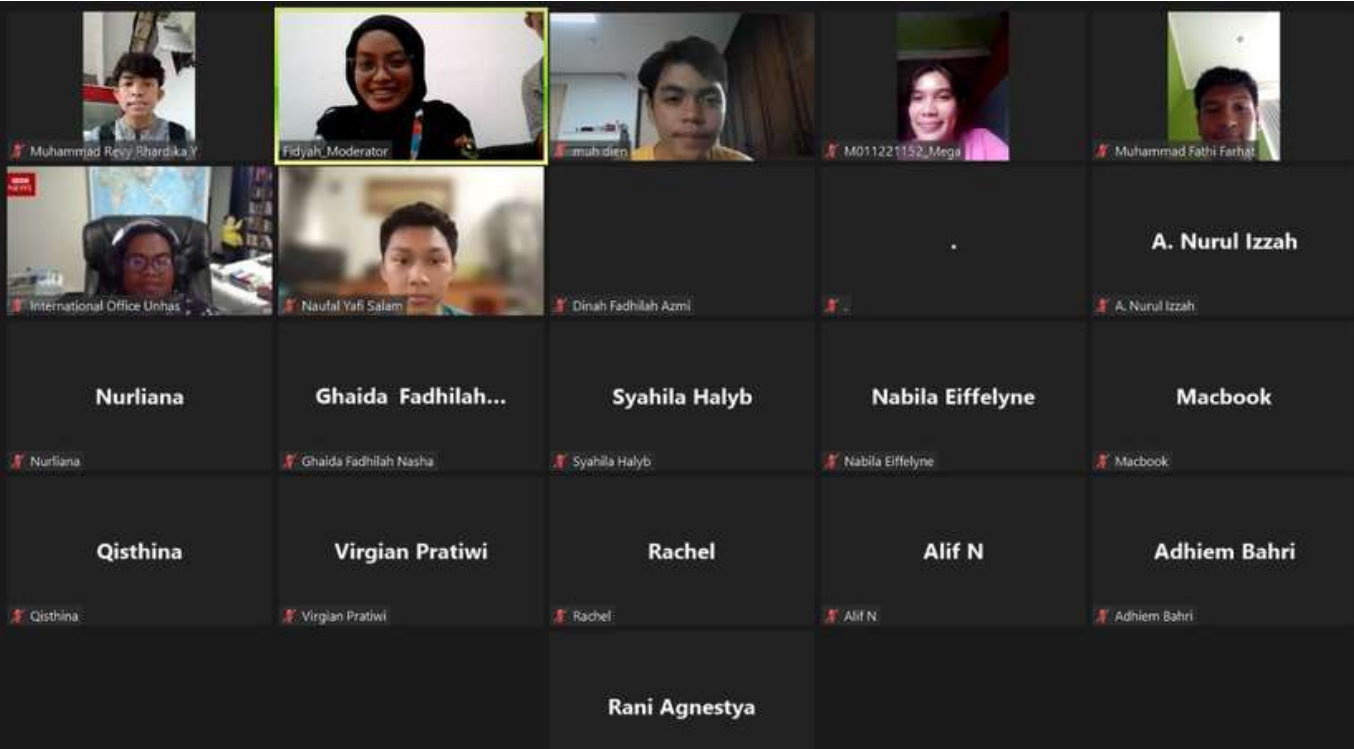 Muhammad Revy Rhardika Y
Fidyah_Moderator
muh dien
M011221152_Mega
Muhammad Fathi Farhat
BBC
NEWS
International Office Unhas
Naufal Yafi Salam
Dinah Fadhilah Azmi
.
.
A. Nurul Izzah
A. Nurul Izzah
Nurliana
Nurliana
Ghaida Fadhilah...
Ghaida Fadhilah Nasha
Syahila Halyb
Syahila Halyb
Nabila Eiffelyne
Nabila Eiffelyne
Macbook
Macbook
Qisthina
Qisthina
Virgian Pratiwi
Virgian Pratiwi
Rachel
Rachel
Alif N
Alif N
Adhiem Bahri
Adhiem Bahri
Rani Agnestya